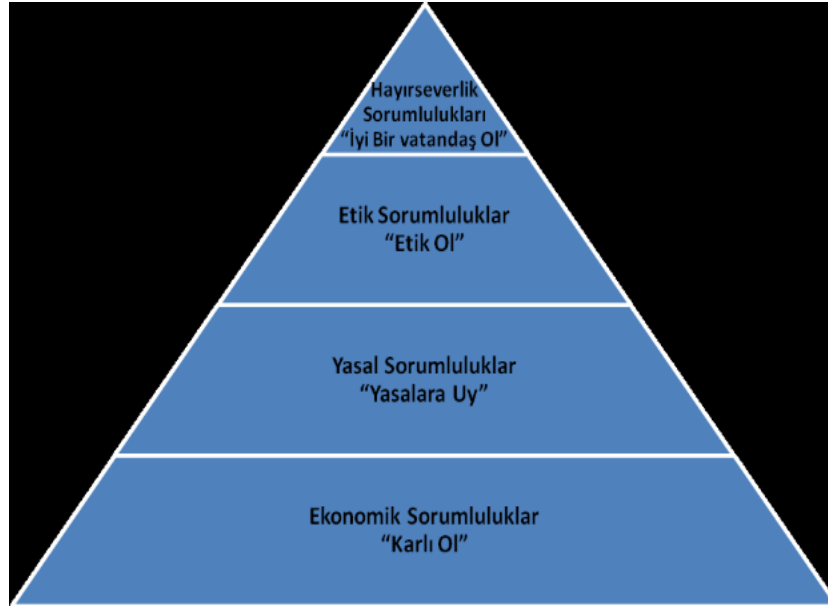 Hayırseverlik
Sorumlulukları
“İyi Bir vatandaş Ol”
Etik Sorumluluklar
“Etik Ol”
Yasal Sorumluluklar
“Yasalara Uy”
Ekonomik Sorumluluklar
“Karlı Ol”